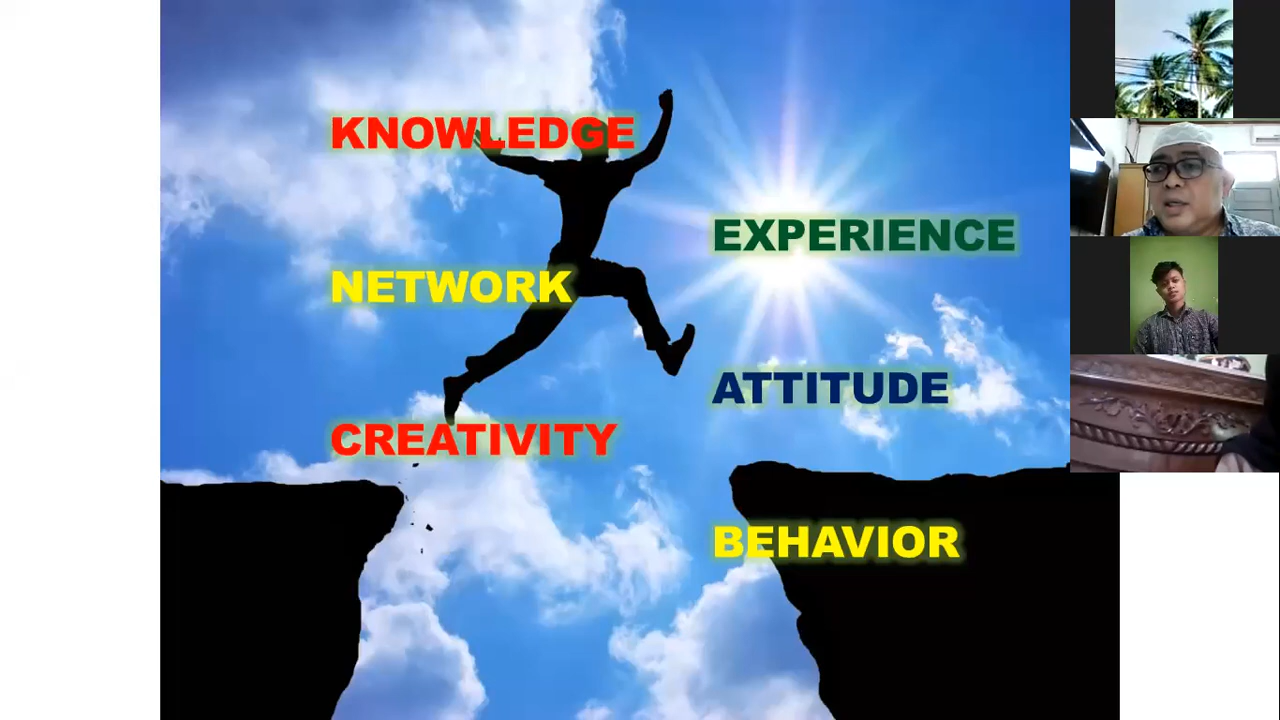 KNOWLEDGE
NETWORK
CREATIVITY
EXPERIENCE
ATTITUDE
BEHAVIOR